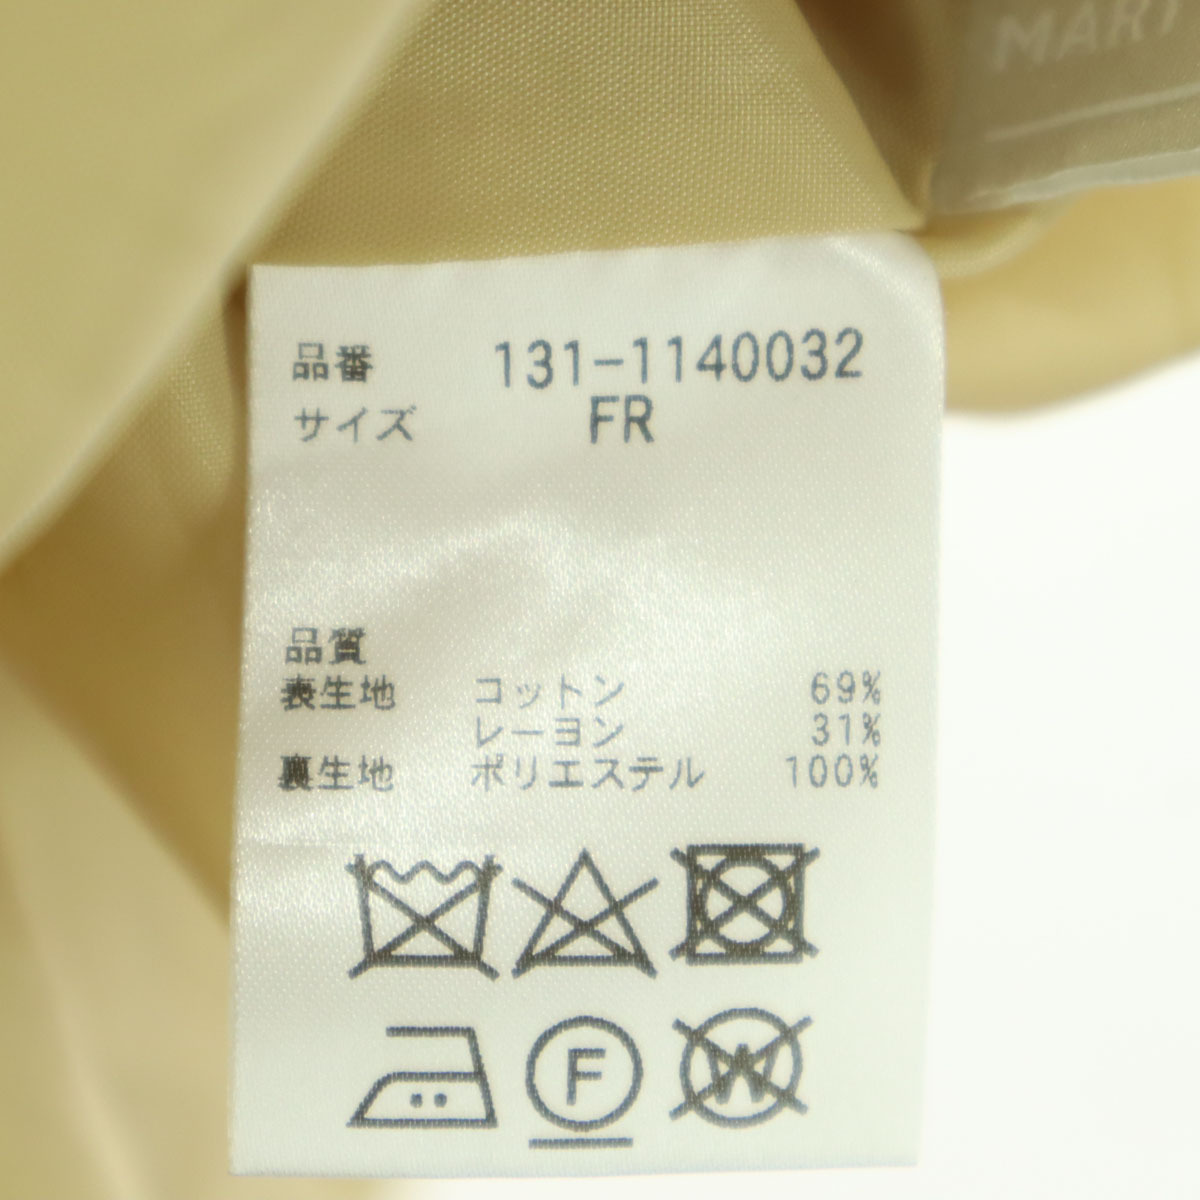 MART
品番 131-1140032
サイズ FR
品質
表生地 コットン 69%
レーヨン 31%
裏生地 ポリエステル 100%
F
W